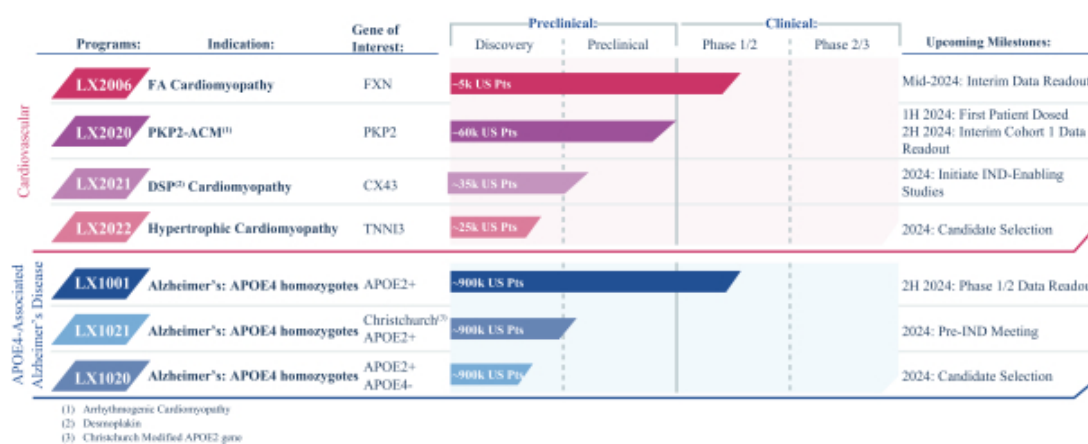 Preclinical: Clinical:
Programs: Indication: Gene of Interest: Discovery Preclinical Phase 1/2 Phase 2/3 Upcoming Milestones:
Cardiovascular
LX2006 FA Cardiomyopathy FXN ~5k US Pts Mid-2024: Interim Data Readout
LX2020 PKP2-ACM(1) PKP2 ~60k US Pts 1H 2024: First Patient Dosed
2H 2024: Interim Cohort 1 Data
Readout
LX2021 DSP(2) Cardiomyopathy CX43 ~35k US Pts 2024: Initiate IND-Enabling
Studies
LX2022 Hypertrophic Cardiomyopathy TNNI3 ~25k US Pts 2024: Candidate Selection
APOE4-Associated
Alzheimer's Disease
LX1001 Alzheimer's: APOE4 homozygotes APOE2+ ~900k US Pts 2H 2024: Phase 1/2 Data Readou
LX1021 Alzheimer's: APOE4 homozygotes Christchurch(3)
APOE2+ ~900k US Pts 2024: Pre-IND Meeting
LX1020 Alzheimer's: APOE4 homozygotes APOE2+
APOE4- ~900k US Pts 2024: Candidate Selection
(1) Arrhythmogenic Cardiomyopathy
(2) Desmoplakin
(3) Christchurch Modified APOE2 gene